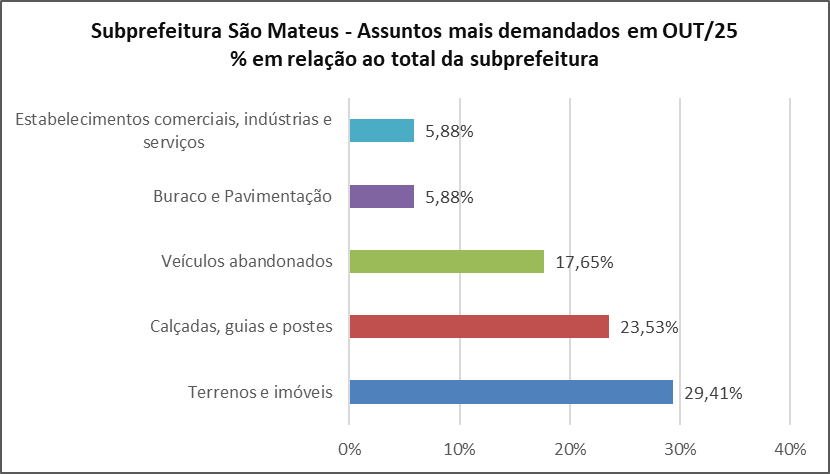 Subprefeitura São Mateus - Assuntos mais demandados em OUT/25
% em relação ao total da subprefeitura
Estabelecimentos comerciais, indústrias e
serviços
5,88%
Buraco e Pavimentação
5,88%
Veículos abandonados
17,65%
Calçadas, guias e postes
23,53%
Terrenos e imóveis
29,41%
0%
10%
20%
30%
40%